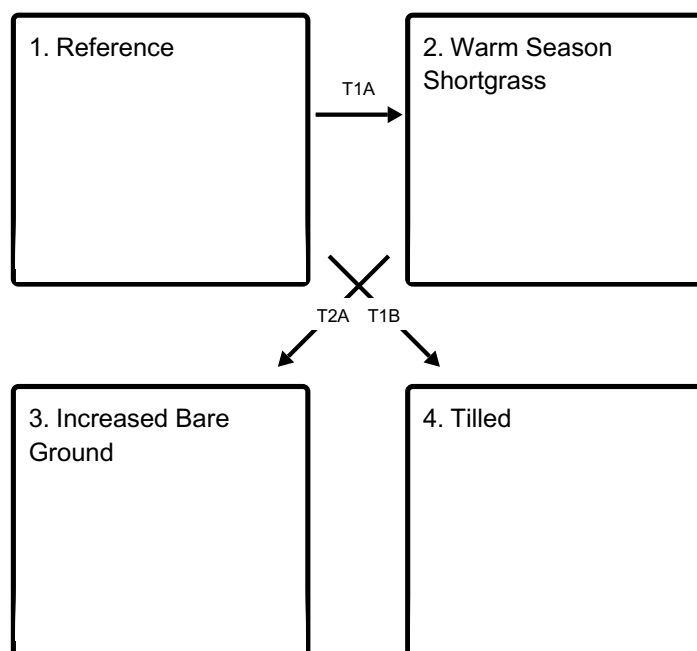 1. Reference
2. Warm Season
Shortgrass
T1A
T2A T1B
3. Increased Bare
Ground
4. Tilled